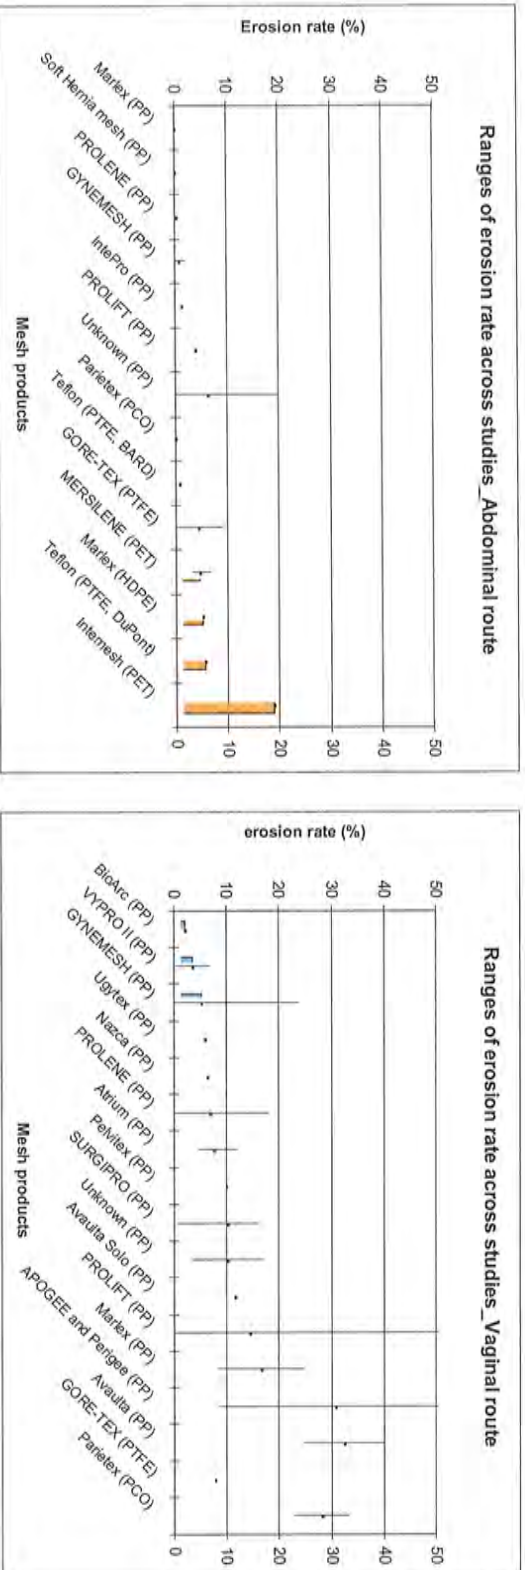 Ranges of erosion rate across studies_Abdominal route
Erosion rate (%)
50
40
30
20
10
0
50
40
30
20
10
0
Marlex (PP)
Soft Hernia mesh (PP)
PROLENE (PP)
GYNEMESH (PP)
IntePro (PP)
PROLIFT (PP)
Unknown (PP)
Parietex (PCO)
Teflon (PTFE, BARD)
GORE-TEX (PTFE)
MERSILENE (PET)
Marlex (HDPE)
Teflon (PTFE, DuPont)
Intemesh (PET)
Mesh products
Ranges of erosion rate across studies_Vaginal route
erosion rate (%)
50
40
30
20
10
0
50
40
30
20
10
0
BioArc (PP)
VYPRO II (PP)
GYNEMESH (PP)
Ugytex (PP)
Nazca (PP)
PROLENE (PP)
Atrium (PP)
Pelvitex (PP)
SURGIPRO (PP)
Unknown (PP)
Avaulta Solo (PP)
PROLIFT (PP)
Marlex (PP)
APOGEE and Perigee (PP)
Avaulta (PP)
GORE-TEX (PTFE)
Parietex (PCO)
Mesh products